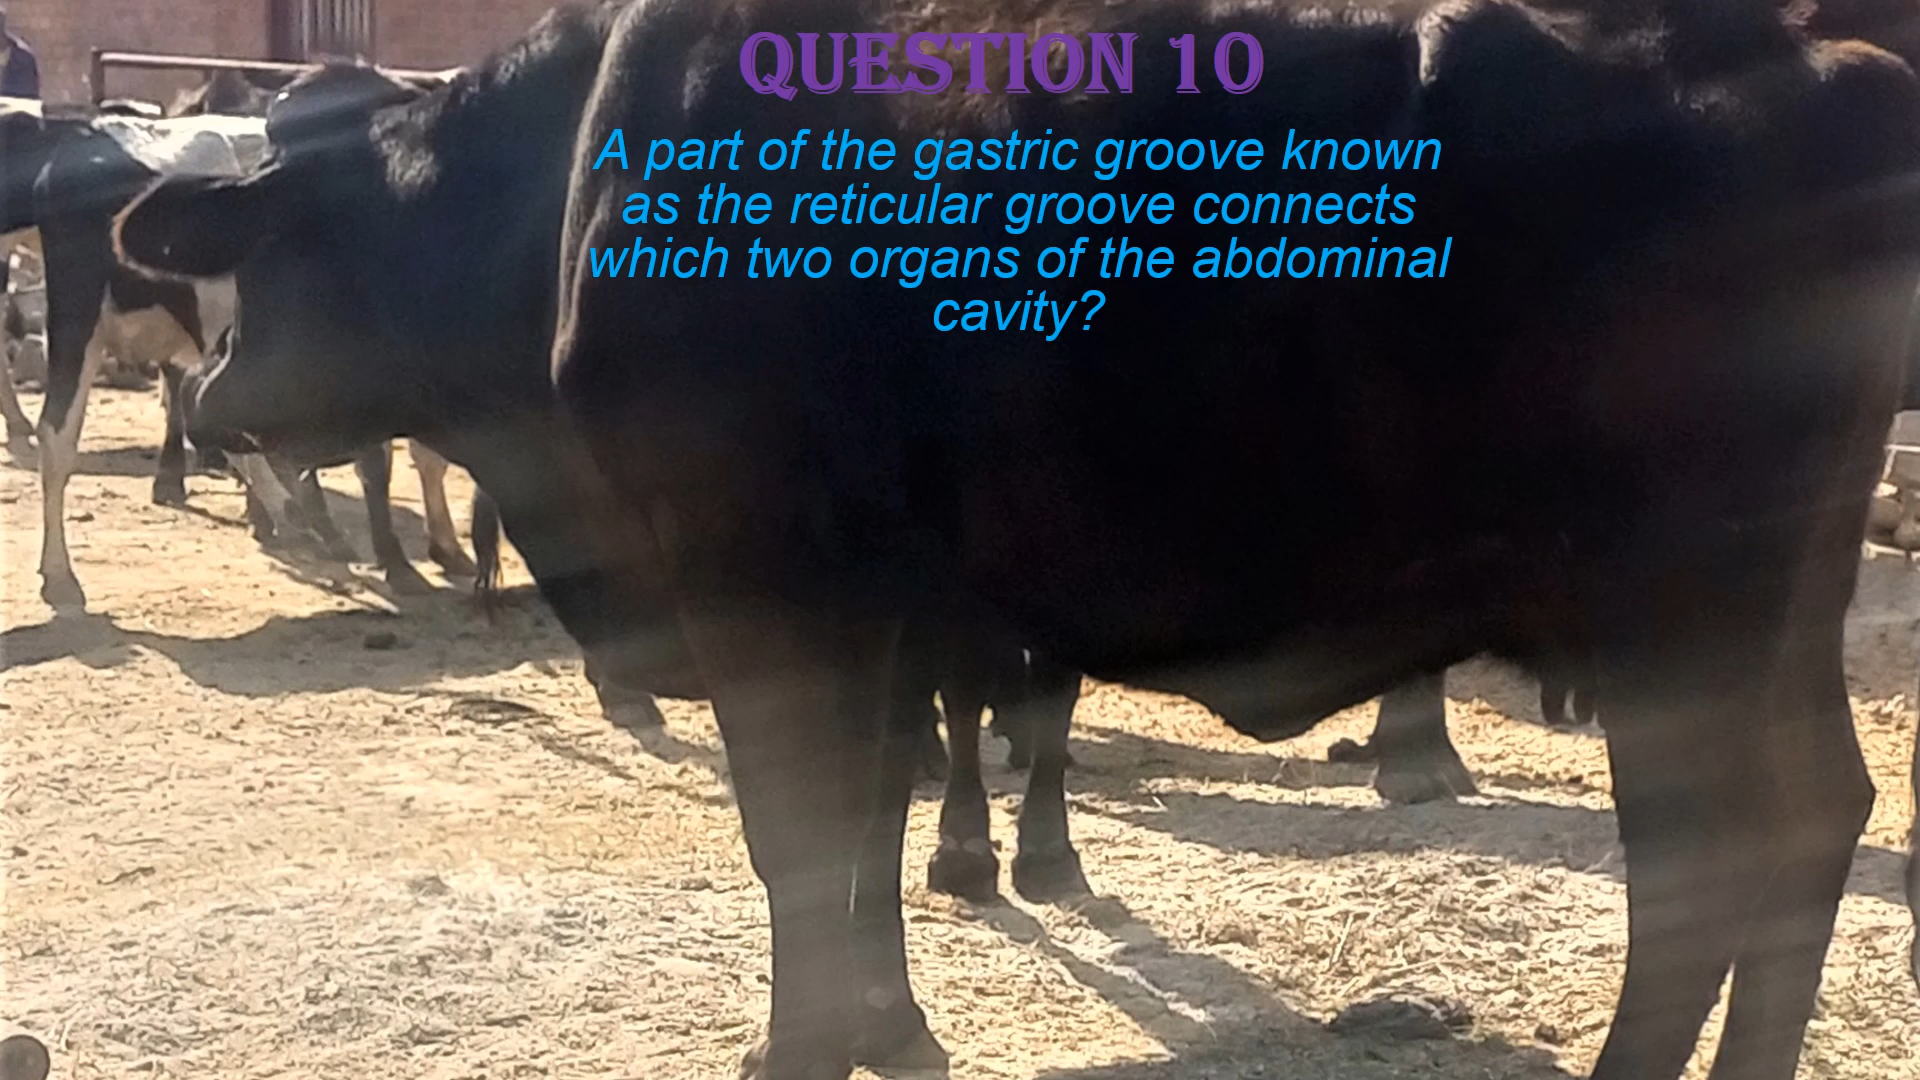 QUESTION 10
A part of the gastric groove known
as the reticular groove connects
which two organs of the abdominal
cavity?